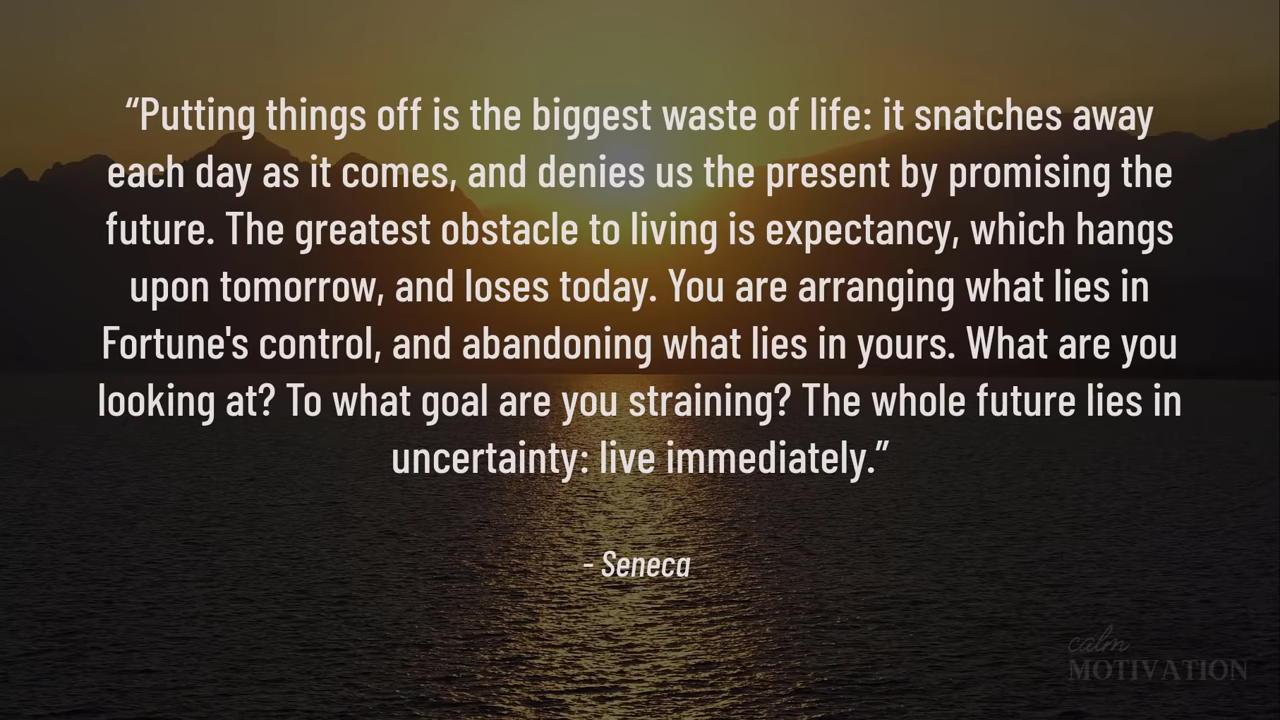 “Putting things off is the biggest waste of life: it snatches away
each day as it comes, and denies us the present by promising the
future. The greatest obstacle to living is expectancy, which hangs
upon tomorrow, and loses today. You are arranging what lies in
Fortune's control, and abandoning what lies in yours. What are you
looking at? To what goal are you straining? The whole future lies in
uncertainty: live immediately.”
- Seneca
calm
MOTIVATION